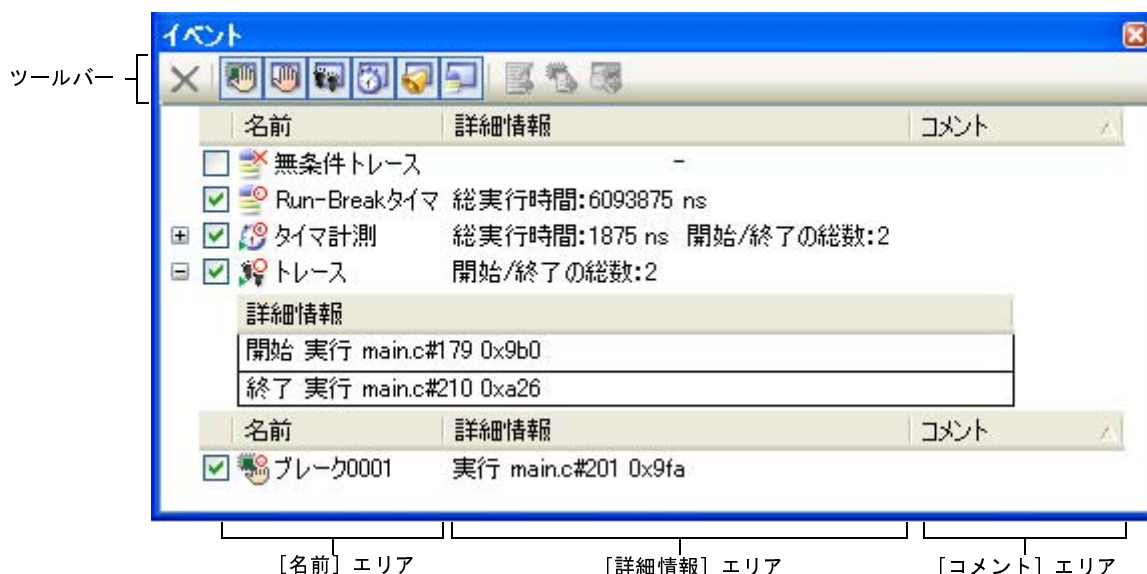 イベント
ツールバー
名前 詳細情報 コメント
無条件トレース -
Run-Breakタイマ 総実行時間:6093875 ns
タイマ計測 総実行時間:1875 ns 開始/終了の総数:2
トレース 開始/終了の総数:2
詳細情報
開始 実行 main.c#179 0x9b0
終了 実行 main.c#210 0xa26
名前 詳細情報 コメント
ブレーク0001 実行 main.c#201 0x9fa
[名前] エリア [詳細情報] エリア [コメント] エリア